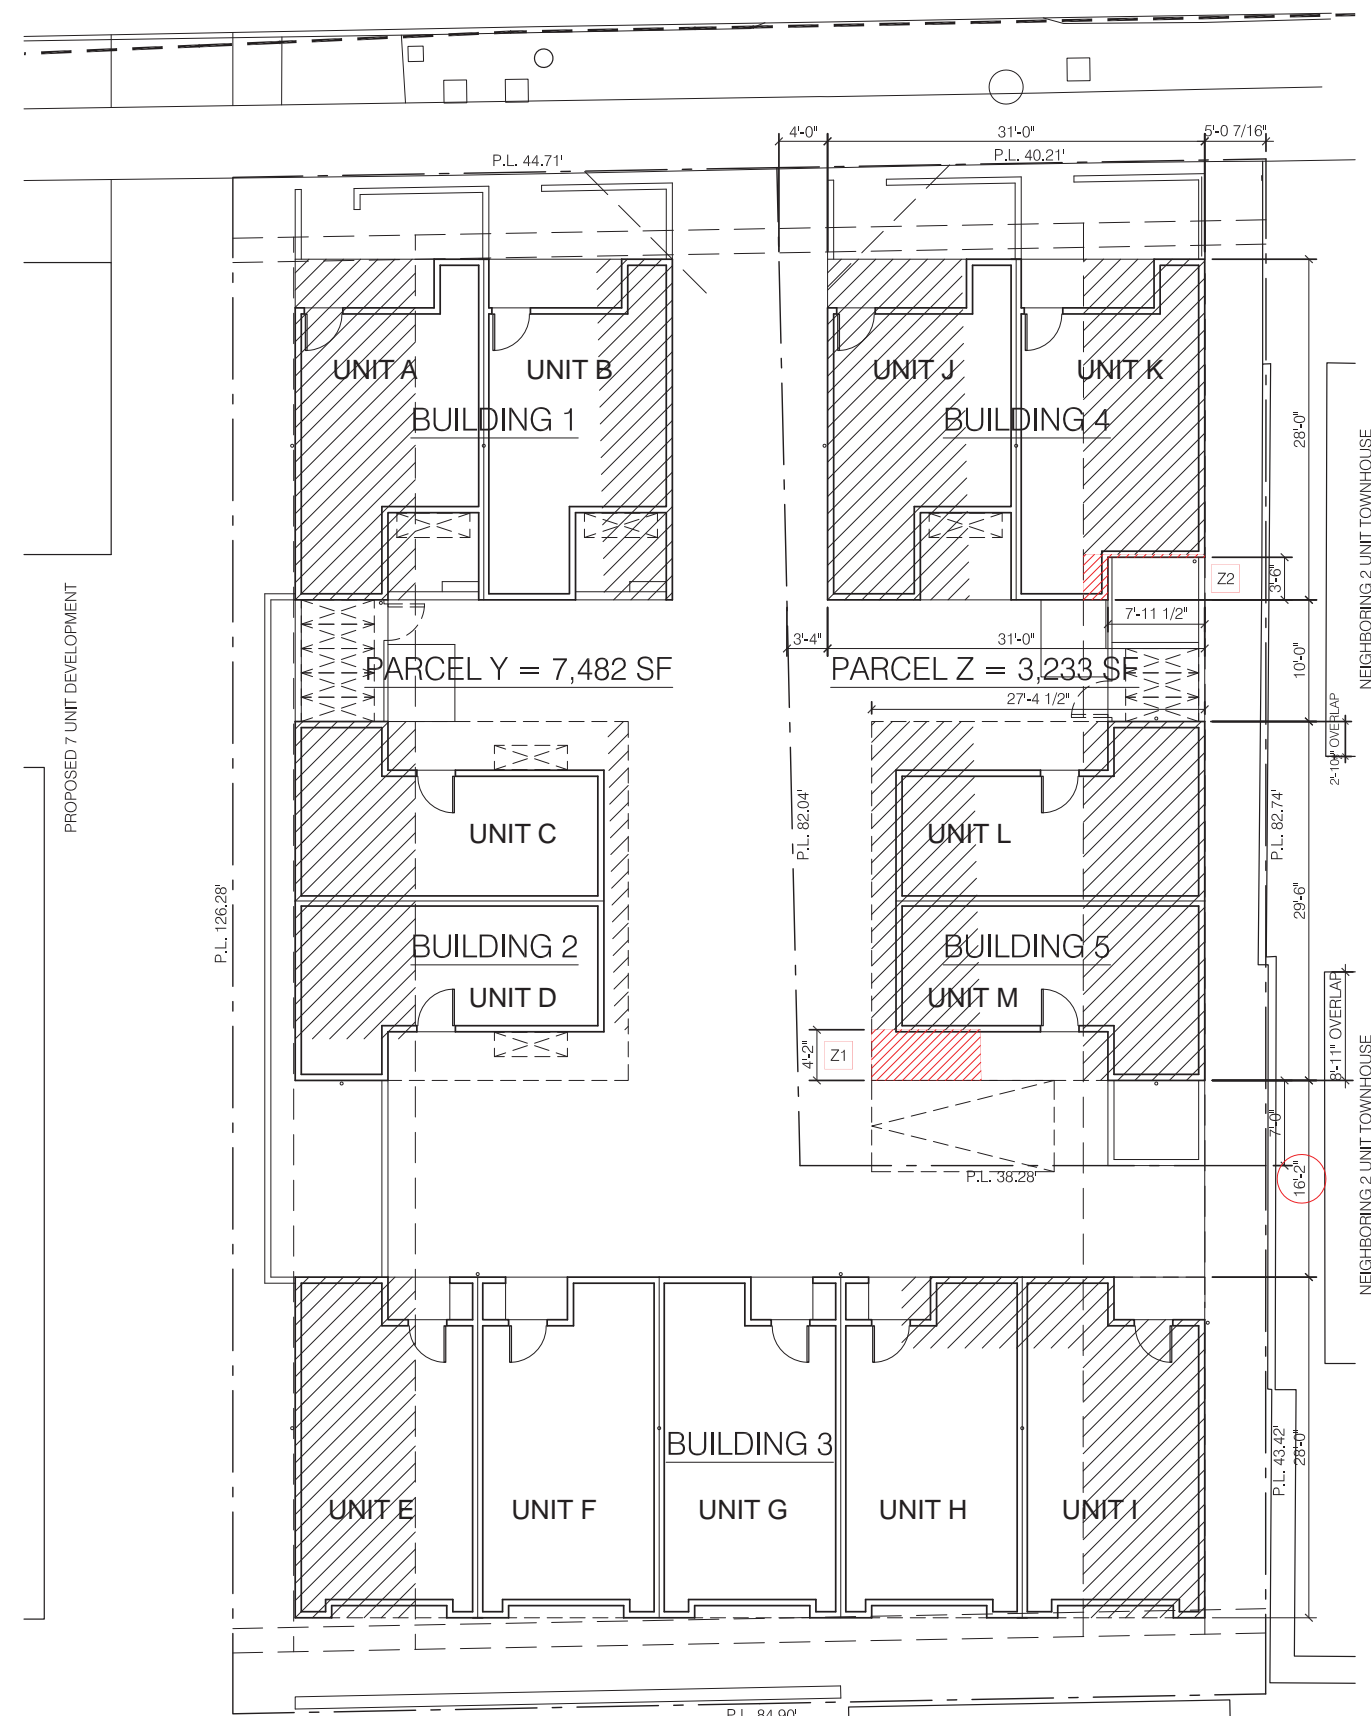 4'-0"
31'-0"
5'-0 7/16"
P.L. 44.71'
P.L. 40.21'
UNIT A
UNIT B
UNIT J
UNIT K
BUILDING 1
BUILDING 4
28'-0"
NEIGHBORING 2 UNIT TOWNHOUSE
Z2
3'-6"
7'-11 1/2"
3'-4"
31'-0"
PARCEL Y = 7,482 SF
PARCEL Z = 3,233 SF
10'-0"
27'-4 1/2"
2'-10" OVERLAP
PROPOSED 7 UNIT DEVELOPMENT
P.L. 82.04'
P.L. 82.74'
UNIT C
UNIT L
P.L. 126.28'
29'-6"
BUILDING 2
BUILDING 5
UNIT D
UNIT M
8'-11" OVERLAP
4'-2"
Z1
7'-0"
P.L. 38.28'
16'-2"
NEIGHBORING 2 UNIT TOWNHOUSE
BUILDING 3
P.L. 43.42'
28'-0"
UNIT E
UNIT F
UNIT G
UNIT H
UNIT I
P.L. 84.90'